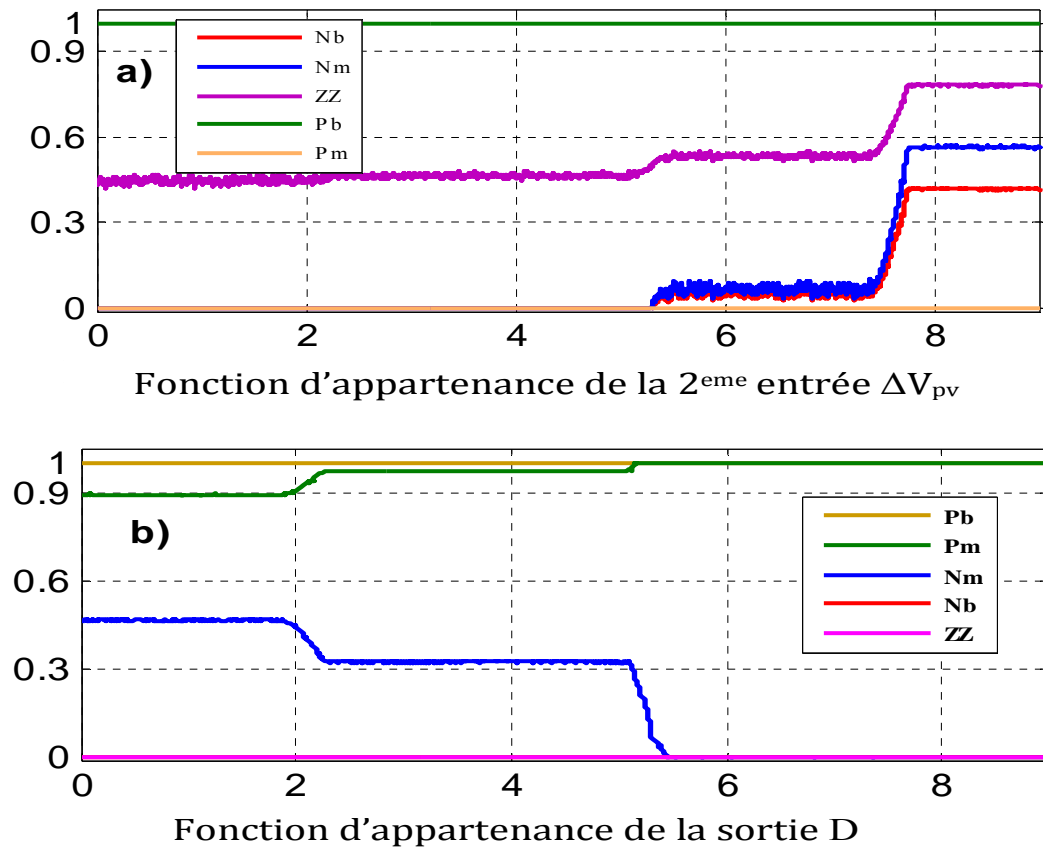 1
0.9
0.6
0.3
0
a)
Nb
Nm
ZZ
Pb
Pm
0 2 4 6 8
Fonction d’appartenance de la 2eme entrée ΔVpv
1
0.9
0.6
0.3
0
b)
Pb
Pm
Nm
Nb
ZZ
0 2 4 6 8
Fonction d’appartenance de la sortie D